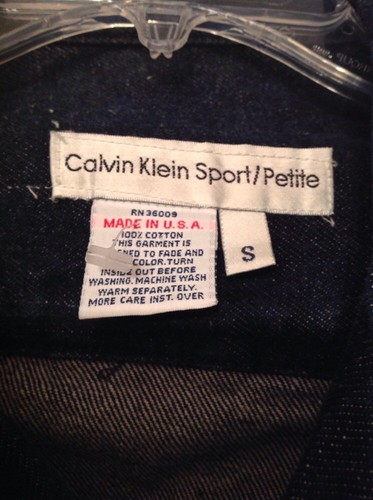 Calvin Klein Sport/Petite
RN 36009
MADE IN U.S.A.
100% COTTON
THIS GARMENT IS
TO FADE AND
COLOR. TURN
INSIDE OUT BEFORE
WASHING. MACHINE WASH
WARM SEPARATELY.
MORE CARE INST. OVER
S